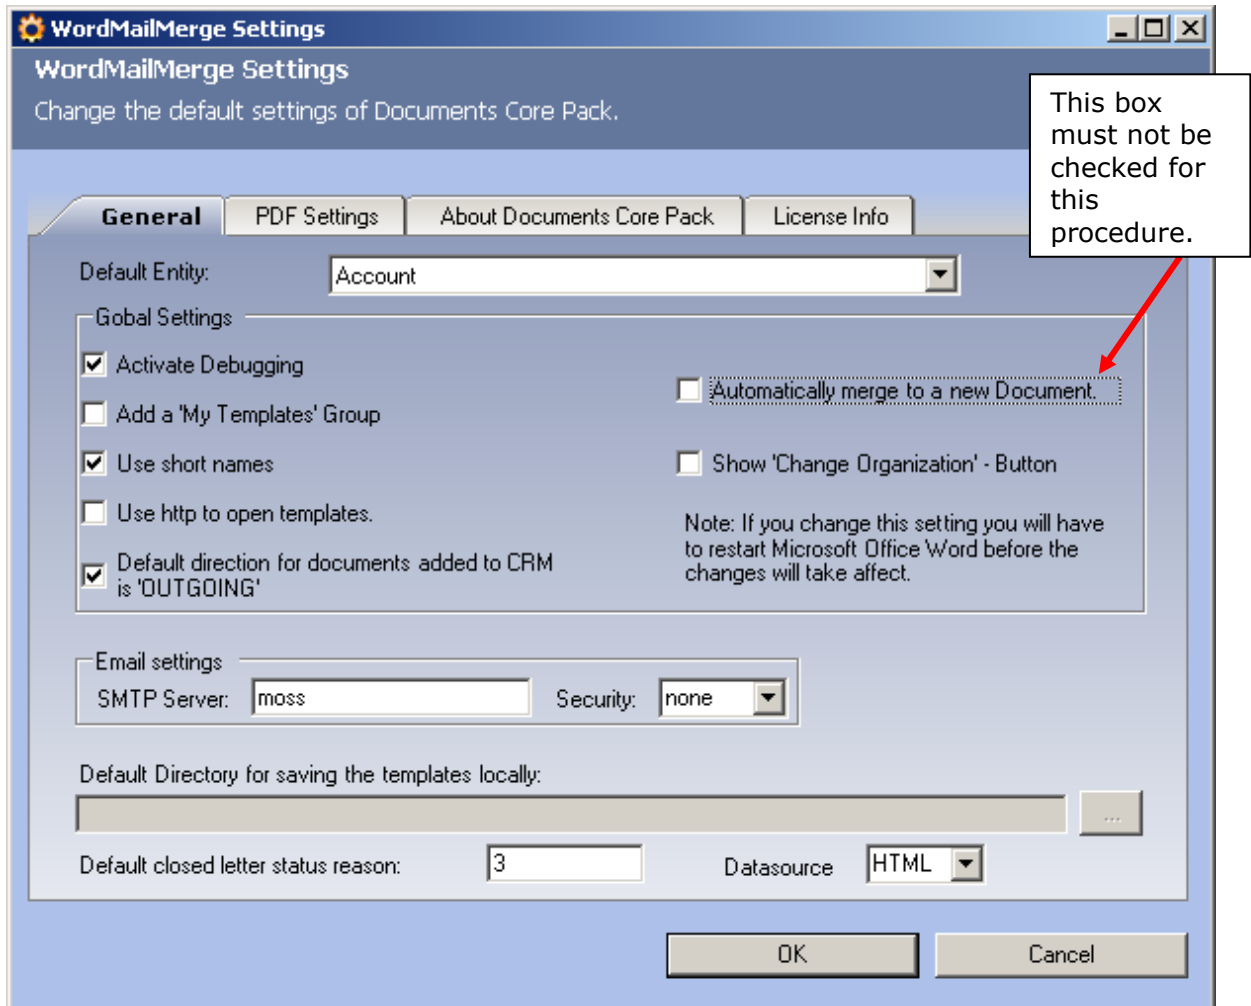 WordMailMerge Settings
WordMailMerge Settings
Change the default settings of Documents Core Pack.
This box
must not be
checked for
this
procedure.
General
PDF Settings
About Documents Core Pack
License Info
Default Entity:
Account
Gobal Settings
Activate Debugging
Add a 'My Templates' Group
Use short names
Use http to open templates.
Default direction for documents added to CRM
is 'OUTGOING'
Automatically merge to a new Document.
Show 'Change Organization' - Button
Note: If you change this setting you will have
to restart Microsoft Office Word before the
changes will take affect.
Email settings
SMTP Server:
moss
Security:
none
Default Directory for saving the templates locally:
...
Default closed letter status reason:
3
Datasource
HTML
OK
Cancel